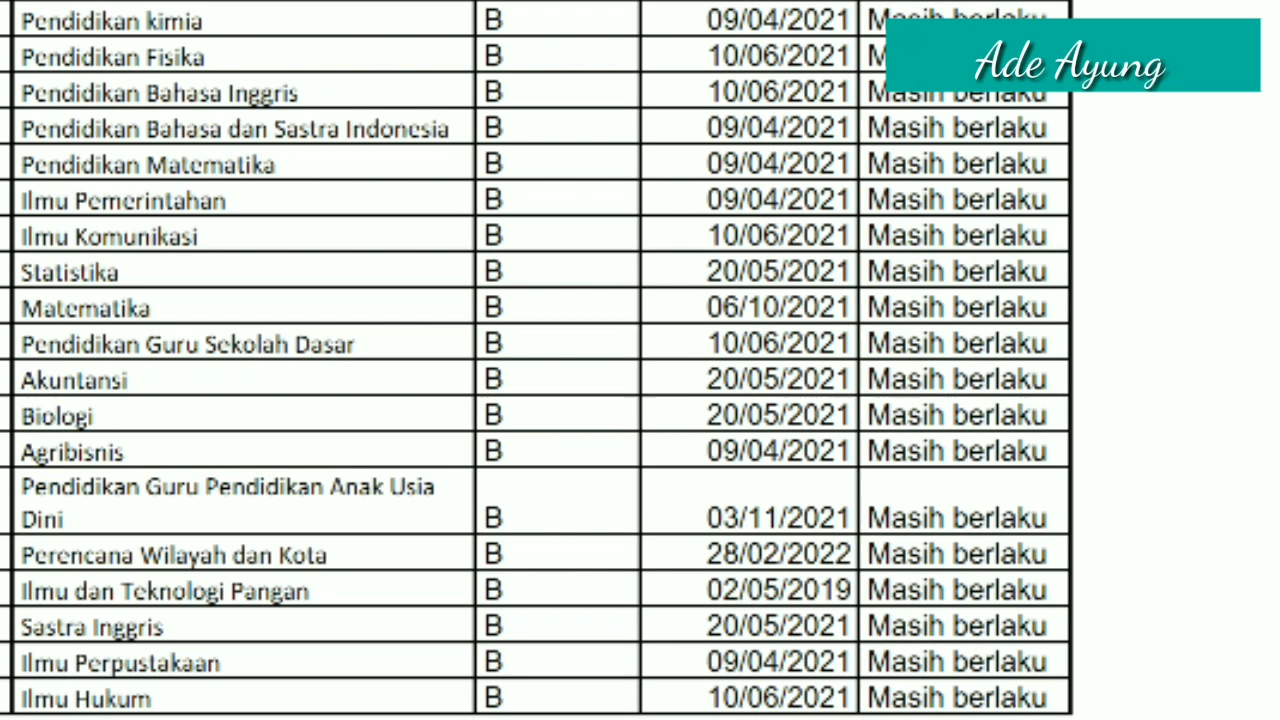 Pendidikan kimia B 09/04/2021 Masih berlaku
Ade Ayung
Pendidikan Fisika B 10/06/2021
Pendidikan Bahasa Inggris B 10/06/2021 Masih berlaku
Pendidikan Bahasa dan Sastra Indonesia B 09/04/2021 Masih berlaku
Pendidikan Matematika B 09/04/2021 Masih berlaku
Ilmu Pemerintahan B 09/04/2021 Masih berlaku
Ilmu Komunikasi B 10/06/2021 Masih berlaku
Statistika B 20/05/2021 Masih berlaku
Matematika B 06/10/2021 Masih berlaku
Pendidikan Guru Sekolah Dasar B 10/06/2021 Masih berlaku
Akuntansi B 20/05/2021 Masih berlaku
Biologi B 20/05/2021 Masih berlaku
Agribisnis B 09/04/2021 Masih berlaku
Pendidikan Guru Pendidikan Anak Usia
Dini B 03/11/2021 Masih berlaku
Perencana Wilayah dan Kota B 28/02/2022 Masih berlaku
Ilmu dan Teknologi Pangan B 02/05/2019 Masih berlaku
Sastra Inggris B 20/05/2021 Masih berlaku
Ilmu Perpustakaan B 09/04/2021 Masih berlaku
Ilmu Hukum B 10/06/2021 Masih berlaku